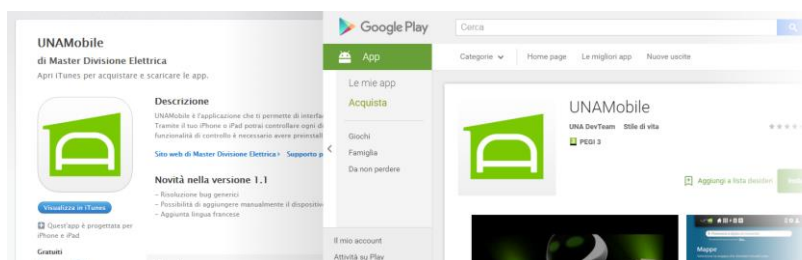 UNAMobile
di Master Divisione Elettrica
Apri iTunes per acquistare e scaricare le app.
Descrizione
UNAMobile è l'applicazione che ti permette di
Tramite il tuo iPhone o iPad potrai controllare ogni
funzionalità di controllo è necessario avere
Sito web di Master Divisione Elettrica › Supporto
Novità nella versione 1.1
- Risoluzione bug generici
- Possibilità di aggiungere manualmente il
- Aggiunta lingua francese
Visualizza in iTunes
Quest'app è progettata per
iPhone e iPad
Gratuiti
Google Play
Cerca
App
Categorie
Home page
Le migliori app
Nuove uscite
Le mie app
Acquista
Giochi
Famiglia
Da non perdere
Il mio account
Attività su Play
UNAMobile
UNA DevTeam Stile di vita
PEGI 3
Aggiungi a lista desideri
Mappe